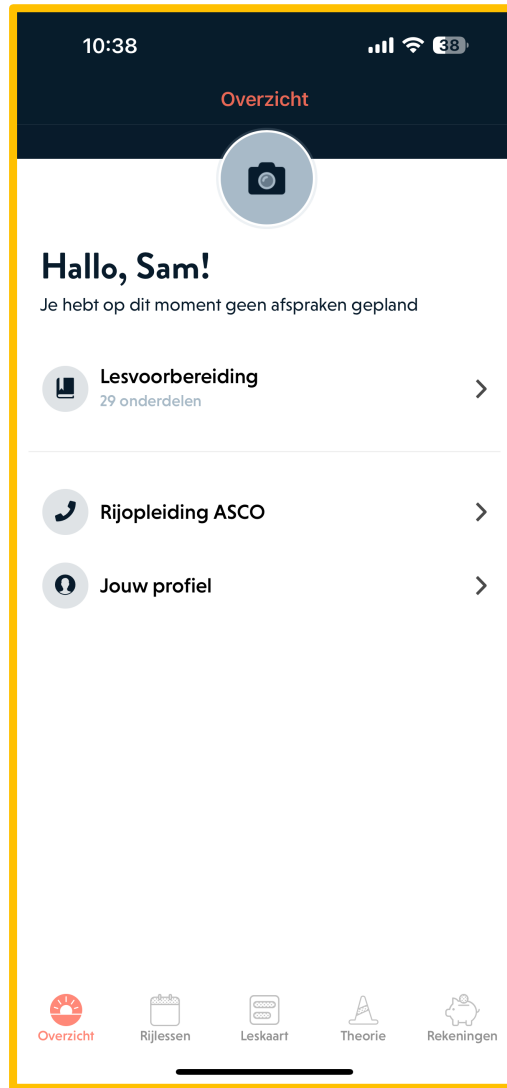 10:38
38
Overzicht
Hallo, Sam!
Je hebt op dit moment geen afspraken gepland
Lesvoorbereiding
29 onderdelen
Rijopleiding ASCO
Jouw profiel
Overzicht Rijlessen Leskaart Theorie Rekeningen